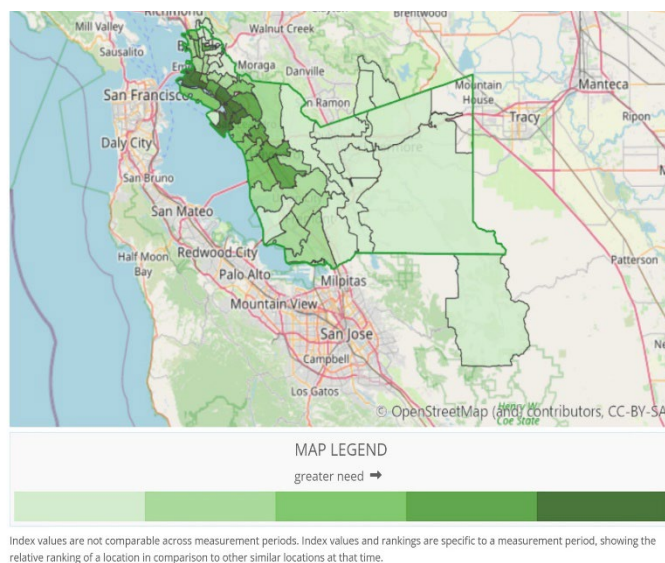 Richmond
Mill Valley
Walnut Creek
Brentwood
Sausalito
Moraga
Danville
San Francisco
Mountain
House
Manteca
n Ramon
Tracy
Ripon
Daly City
San Bruno
San Mateo
Half Moon
Bay
Redwood City
Palo Alto
Milpitas
Patterson
Mountain View
San Jose
Campbell
Los Gatos
Henry W.
Coe State
© OpenStreetMap (and) contributors, CC-BY-SA
MAP LEGEND
greater need ➡
Index values are not comparable across measurement periods. Index values and rankings are specific to a measurement period, showing the
relative ranking of a location in comparison to other similar locations at that time.